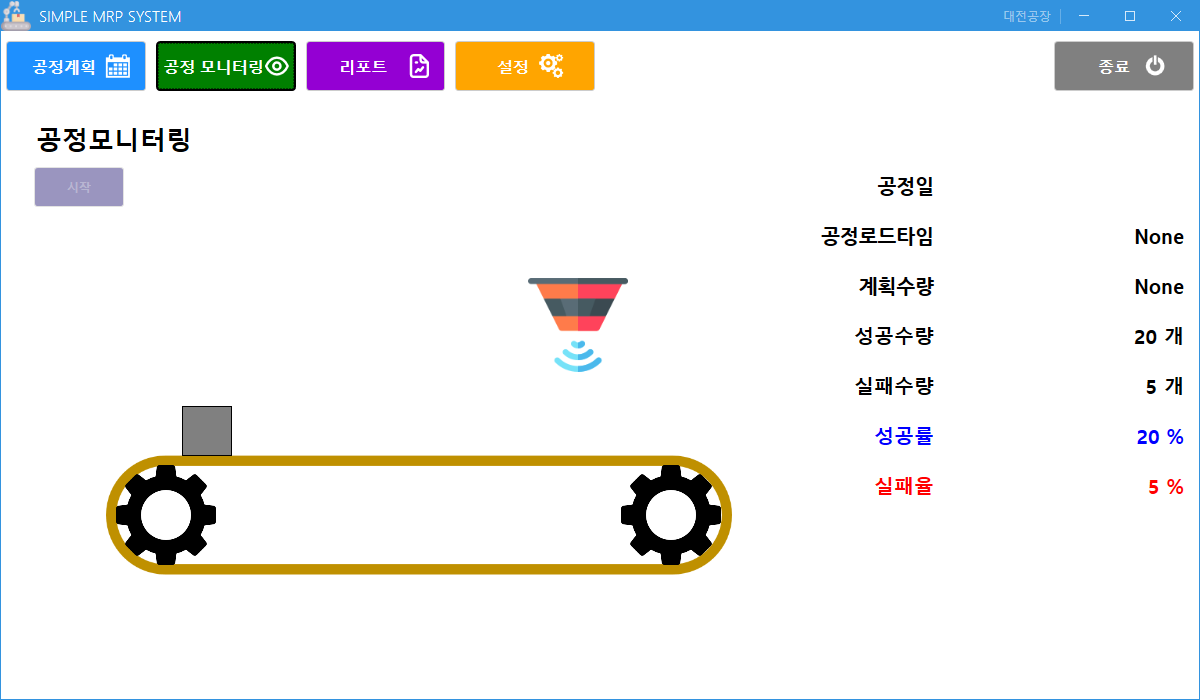 SIMPLE MRP SYSTEM 대전공장
공정계획 공정 모니터링 리포트 설정 종료
공정모니터링
시작
공정일
공정로드타임 None
계획수량 None
성공수량 20 개
실패수량 5 개
성공률 20 %
실패율 5 %